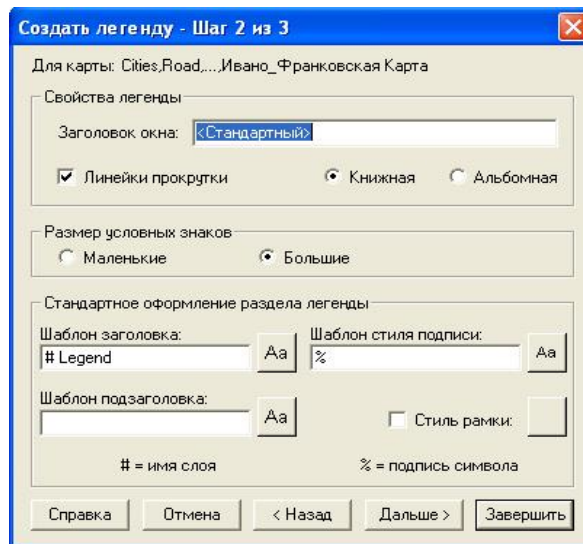 Создать легенду - Шаг 2 из 3
Для карты: Cities,Road,...,Ивано_Франковская Карта
Свойства легенды
Заголовок окна: <Стандартный>
Линейки прокрутки Книжная Альбомная
Размер условных знаков
Маленькие Большие
Стандартное оформление раздела легенды
Шаблон заголовка: Шаблон стиля подписи:
# Legend Aa % Aa
Шаблон подзаголовка:
Aa Стиль рамки:
# = имя слоя % = подпись символа
Справка Отмена < Назад Дальше > Завершить